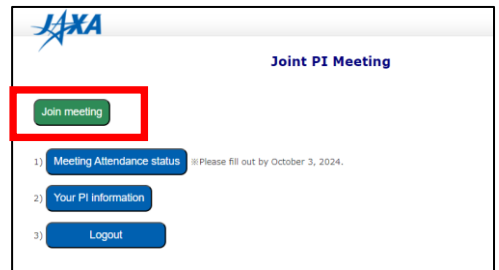 JAXA
Joint PI Meeting
Join meeting
1) Meeting Attendance status ※Please fill out by October 3, 2024.
2) Your PI information
3) Logout